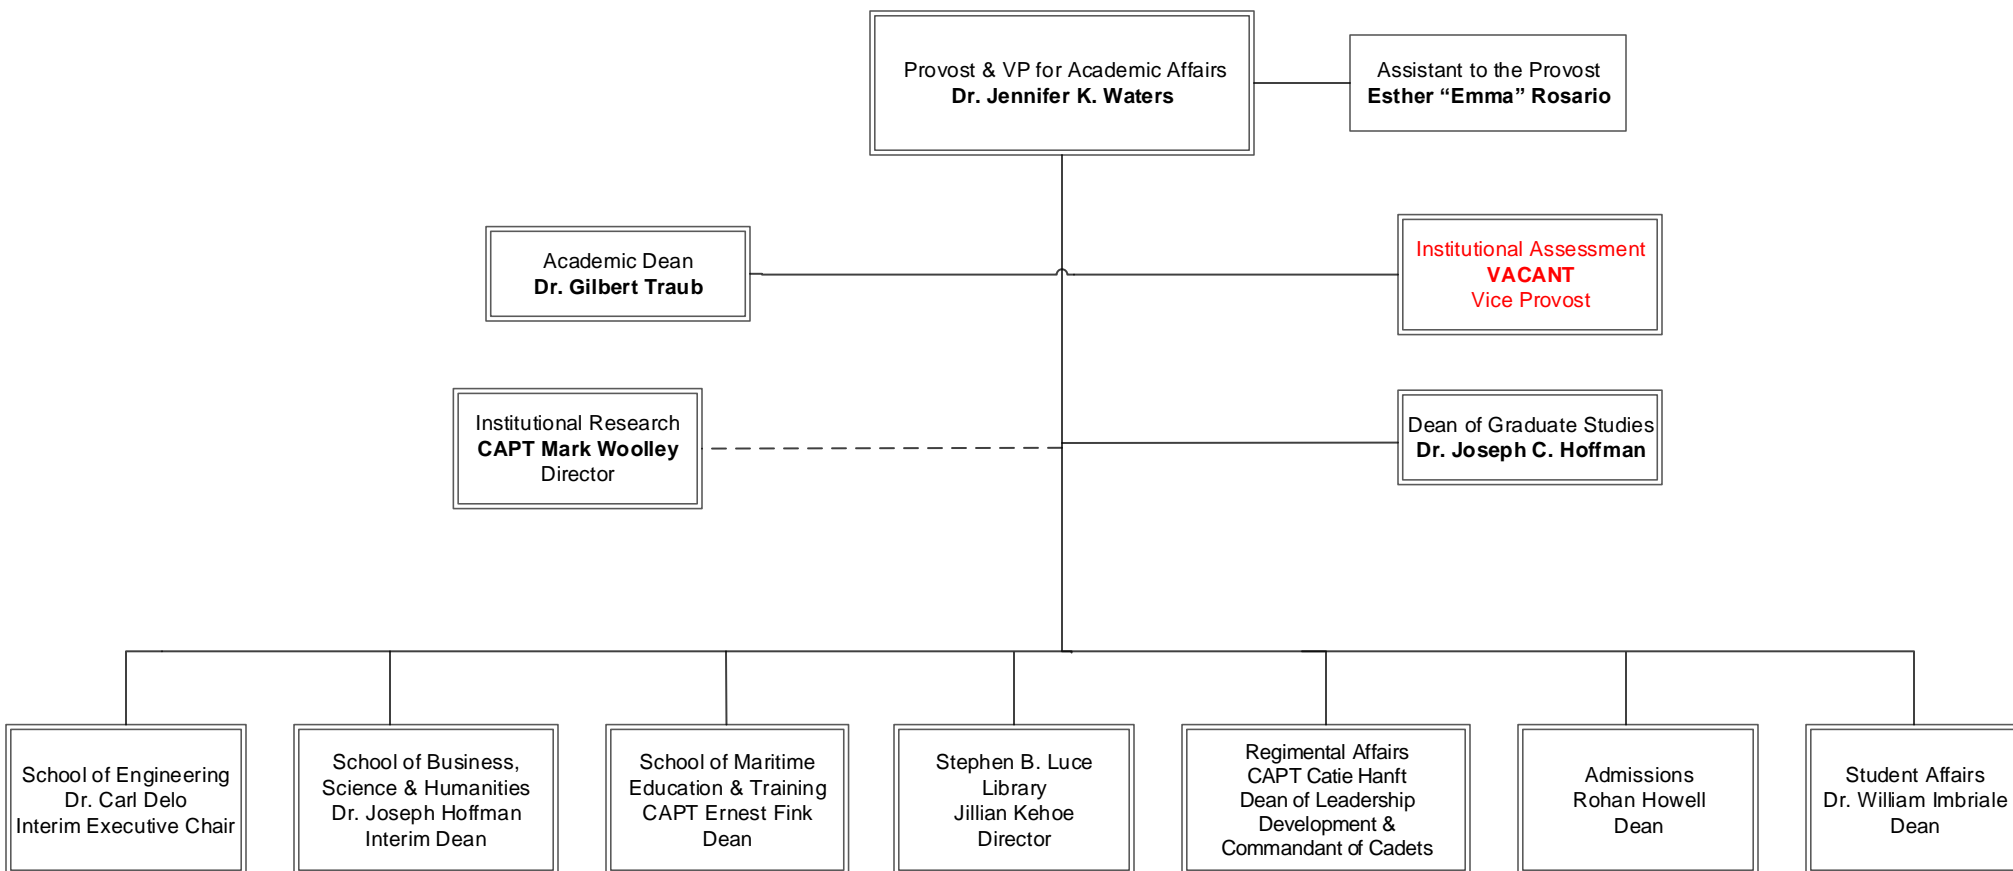 Provost & VP for Academic Affairs
Dr. Jennifer K. Waters
Assistant to the Provost
Esther “Emma” Rosario
Academic Dean
Dr. Gilbert Traub
Institutional Assessment
VACANT
Vice Provost
Institutional Research
CAPT Mark Woolley
Director
Dean of Graduate Studies
Dr. Joseph C. Hoffman
School of Engineering
Dr. Carl Delo
Interim Executive Chair
School of Business,
Science & Humanities
Dr. Joseph Hoffman
Interim Dean
School of Maritime
Education & Training
CAPT Ernest Fink
Dean
Stephen B. Luce
Library
Jillian Kehoe
Director
Regimental Affairs
CAPT Catie Hanft
Dean of Leadership
Development &
Commandant of Cadets
Admissions
Rohan Howell
Dean
Student Affairs
Dr. William Imbriale
Dean